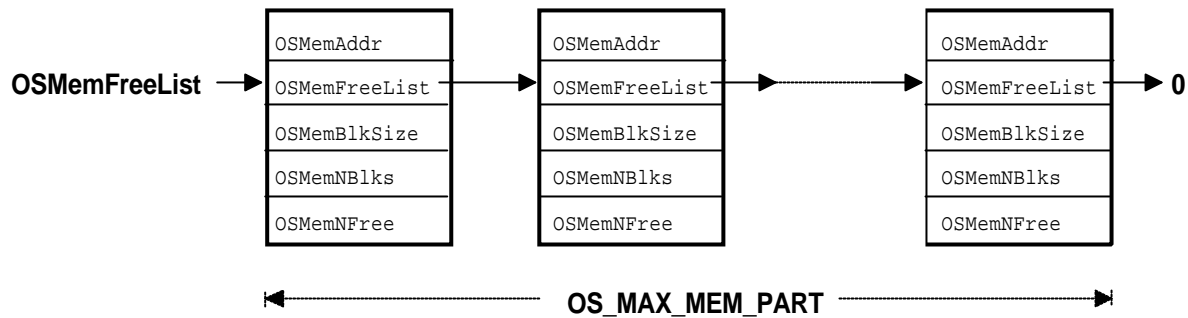 OSMemAddr OSMemAddr OSMemAddr
OSMemFreeList OSMemFreeList OSMemFreeList OSMemFreeList 0
OSMemBlkSize OSMemBlkSize OSMemBlkSize
OSMemNBlks OSMemNBlks OSMemNBlks
OSMemNFree OSMemNFree OSMemNFree
OS_MAX_MEM_PART